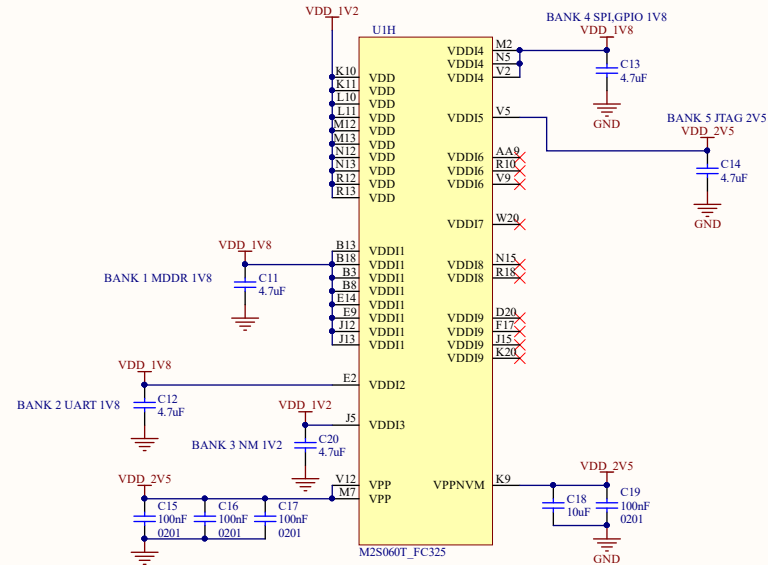 VDD_1V2
BANK 4 SPI,GPIO 1V8
VDD_1V8
U1H
K10 VDD
K11 VDD
L10 VDD
L11 VDD
M12 VDD
M13 VDD
N12 VDD
N13 VDD
R12 VDD
R13 VDD
VDDI4 M2
VDDI4 N5
VDDI4 V2
C13
4.7uF
GND
VDDI5 V5
BANK 5 JTAG 2V5
VDD_2V5
C14
4.7uF
GND
VDDI6 AA9
VDDI6 R10
VDDI6 V9
VDDI7 W20
VDD_1V8
BANK 1 MDDR 1V8
C11
4.7uF
B13 VDDI1
B18 VDDI1
B3 VDDI1
B8 VDDI1
E14 VDDI1
E9 VDDI1
J12 VDDI1
J13 VDDI1
VDDI8 N15
VDDI8 R18
VDDI9 D20
VDDI9 F17
VDDI9 J15
VDDI9 K20
VDD_1V8
E2 VDDI2
BANK 2 UART 1V8
C12
4.7uF
VDD_1V2
J5 VDDI3
BANK 3 NM 1V2
C20
4.7uF
VDD_2V5
V12 VPP
M7 VPP
C15
100nF
0201
C16
100nF
0201
C17
100nF
0201
VPPNVM K9
VDD_2V5
C18
10uF
C19
100nF
0201
GND
M2S060T_FC325